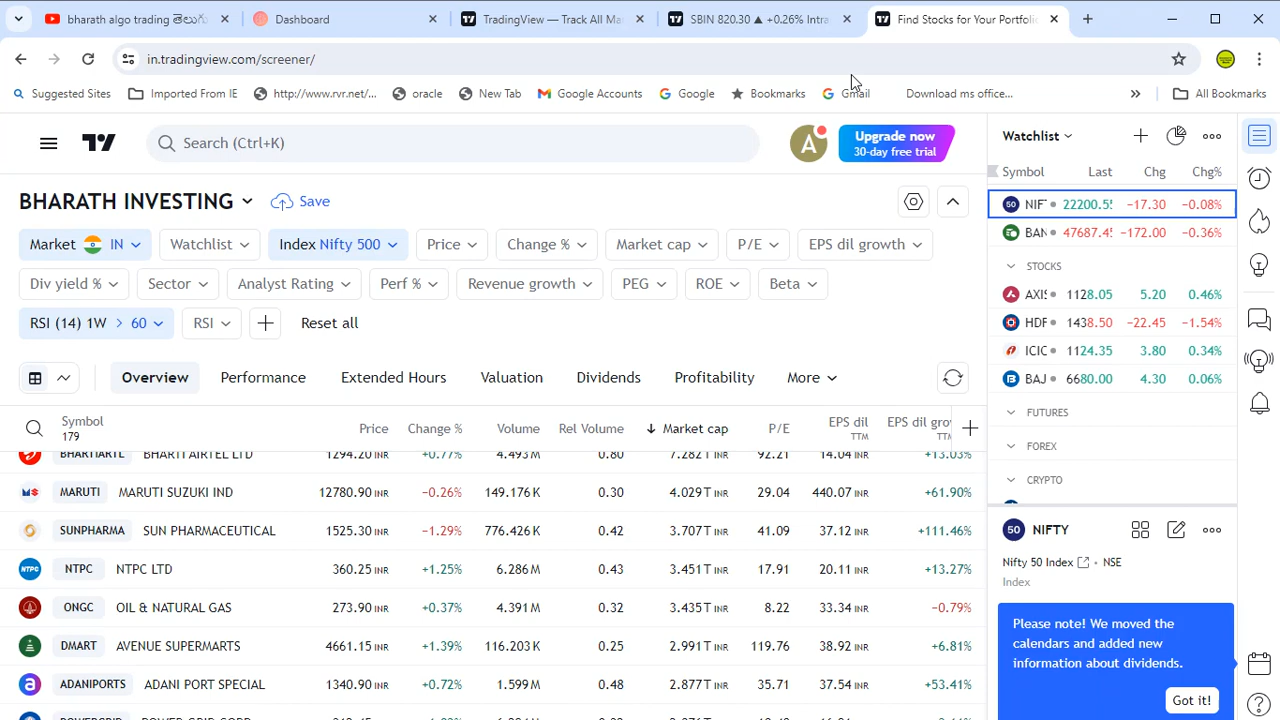 bharath algo trading తెలుగు
Dashboard
TradingView — Track All Ma
SBIN 820.30 ▲ +0.26% Intra
Find Stocks for Your Portfolio
in.tradingview.com/screener/
Suggested Sites
Imported From IE
http://www.rvr.net/...
oracle
New Tab
Google Accounts
Google
Bookmarks
Gmail
Download ms office...
All Bookmarks
Search (Ctrl+K)
A
Upgrade now
30-day free trial
Watchlist
Symbol Last Chg Chg%
50 NIFT 22200.55 −17.30 −0.08%
BAN 47687.45 −172.00 −0.36%
STOCKS
AXIS 1128.05 5.20 0.46%
HDF 1438.50 −22.45 −1.54%
ICIC 1124.35 3.80 0.34%
BAJ 6680.00 4.30 0.06%
FUTURES
FOREX
CRYPTO
BHARATH INVESTING
Save
Market IN
Watchlist
Index Nifty 500
Price
Change %
Market cap
P/E
EPS dil growth
Div yield %
Sector
Analyst Rating
Perf %
Revenue growth
PEG
ROE
Beta
RSI (14) 1W > 60
RSI
Reset all
Overview
Performance
Extended Hours
Valuation
Dividends
Profitability
More
Symbol
179
Price
Change %
Volume
Rel Volume
Market cap
P/E
EPS dil
TTM
EPS dil grov
TTM
BHARTIARTL BHARTI AIRTEL LTD 1294.20 INR +0.77% 4.493 M 0.80 7.282 T INR 92.21 14.04 INR +13.03%
MARUTI MARUTI SUZUKI IND 12780.90 INR −0.26% 149.176 K 0.30 4.029 T INR 29.04 440.07 INR +61.90%
SUNPHARMA SUN PHARMACEUTICAL 1525.30 INR −1.29% 776.426 K 0.42 3.707 T INR 41.09 37.12 INR +111.46%
NTPC NTPC NTPC LTD 360.25 INR +1.25% 6.286 M 0.43 3.451 T INR 17.91 20.11 INR +13.27%
ONGC OIL & NATURAL GAS 273.90 INR +0.37% 4.391 M 0.32 3.435 T INR 8.22 33.34 INR −0.79%
DMART AVENUE SUPERMARTS 4661.15 INR +1.39% 116.203 K 0.25 2.991 T INR 119.76 38.92 INR +6.81%
ADANIPORTS ADANI PORT SPECIAL 1340.90 INR +0.72% 1.599 M 0.48 2.877 T INR 35.71 37.54 INR +53.41%
50 NIFTY
Nifty 50 Index • NSE
Index
Please note! We moved the
calendars and added new
information about dividends.
Got it!